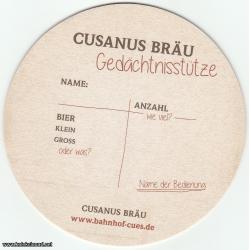 CUSANUS BRÄU
Gedächtnisstütze
NAME:
ANZAHL
wie viel?
BIER
KLEIN
GROSS
oder was?
Name der Bedienung
CUSANUS BRÄU
www.bahnhof-cues.de